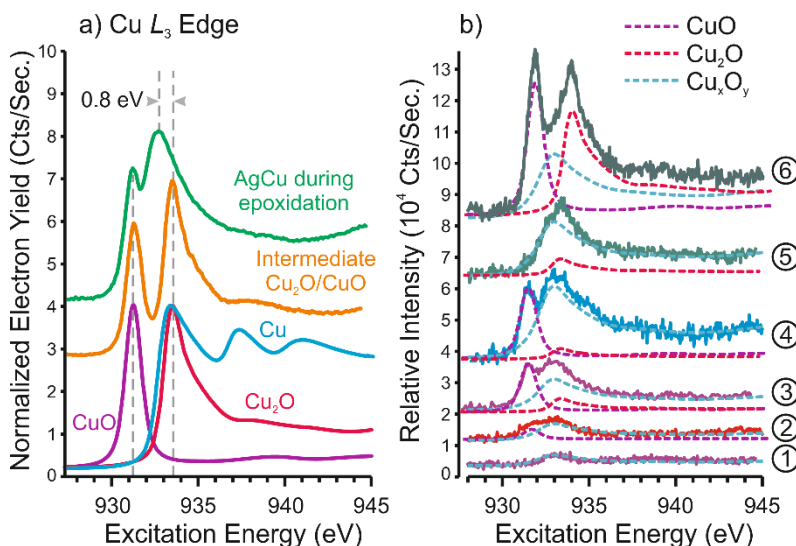 a) Cu L3 Edge
10
9
8
7
6
5
4
3
2
1
0
Normalized Electron Yield (Cts/Sec.)
0.8 eV
AgCu during
epoxidation
Intermediate
Cu2O/CuO
Cu
CuO
Cu2O
930
935
940
945
Excitation Energy (eV)
b)
CuO
Cu2O
CuxOy
13
12
11
10
9
8
7
6
5
4
3
2
1
0
Relative Intensity (10^4 Cts/Sec.)
⑥
⑤
④
③
②
①
930
935
940
945
Excitation Energy (eV)